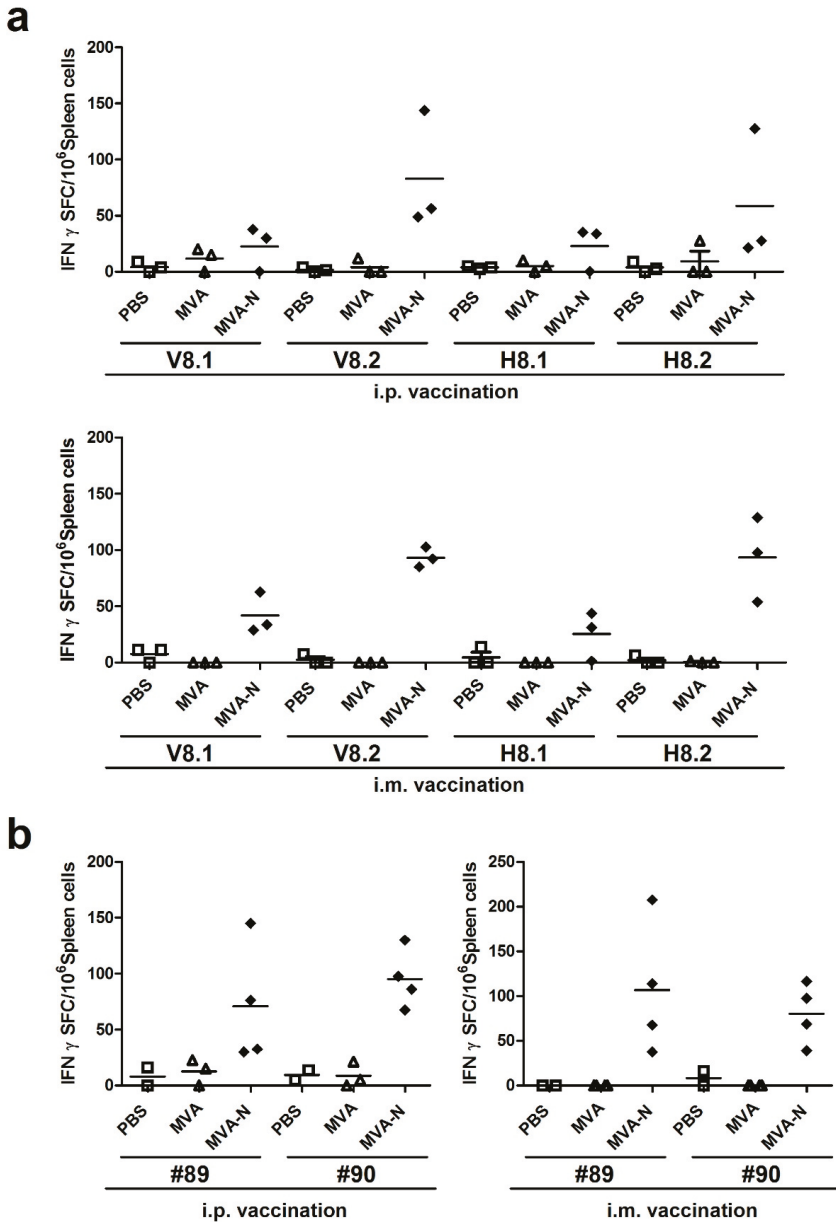 a
IFN γ SFC/10⁶Spleen cells
200
150
100
50
0
PBS MVA MVA-N PBS MVA MVA-N PBS MVA MVA-N PBS MVA MVA-N
V8.1 V8.2 H8.1 H8.2
i.p. vaccination
IFN γ SFC/10⁶Spleen cells
200
150
100
50
0
PBS MVA MVA-N PBS MVA MVA-N PBS MVA MVA-N PBS MVA MVA-N
V8.1 V8.2 H8.1 H8.2
i.m. vaccination
b
IFN γ SFC/10⁶Spleen cells
200
150
100
50
0
PBS MVA MVA-N PBS MVA MVA-N
#89 #90
i.p. vaccination
IFN γ SFC/10⁶Spleen cells
250
200
150
100
50
0
PBS MVA MVA-N PBS MVA MVA-N
#89 #90
i.m. vaccination